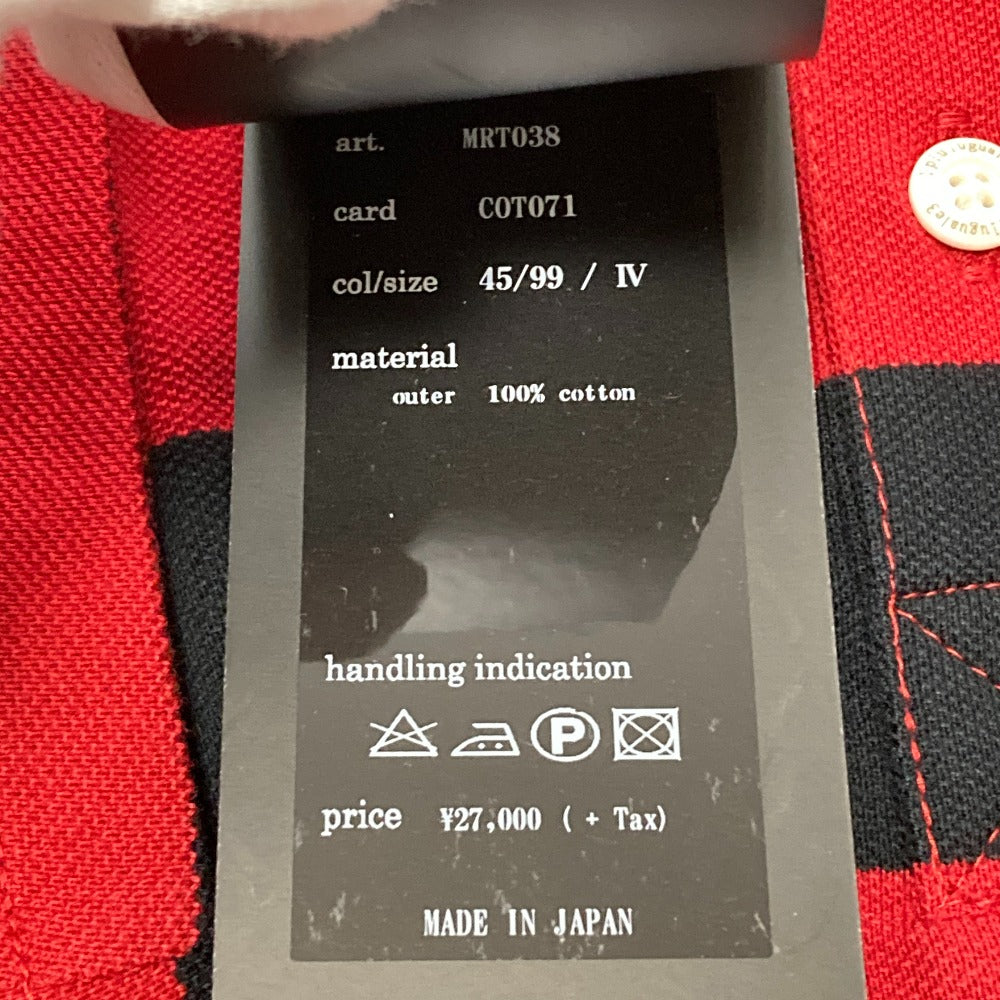 art. MRT038
card COT071
col/size 45/99 / Ⅳ
material
outer 100% cotton
handling indication
P
price ¥27,000 ( + Tax)
MADE IN JAPAN